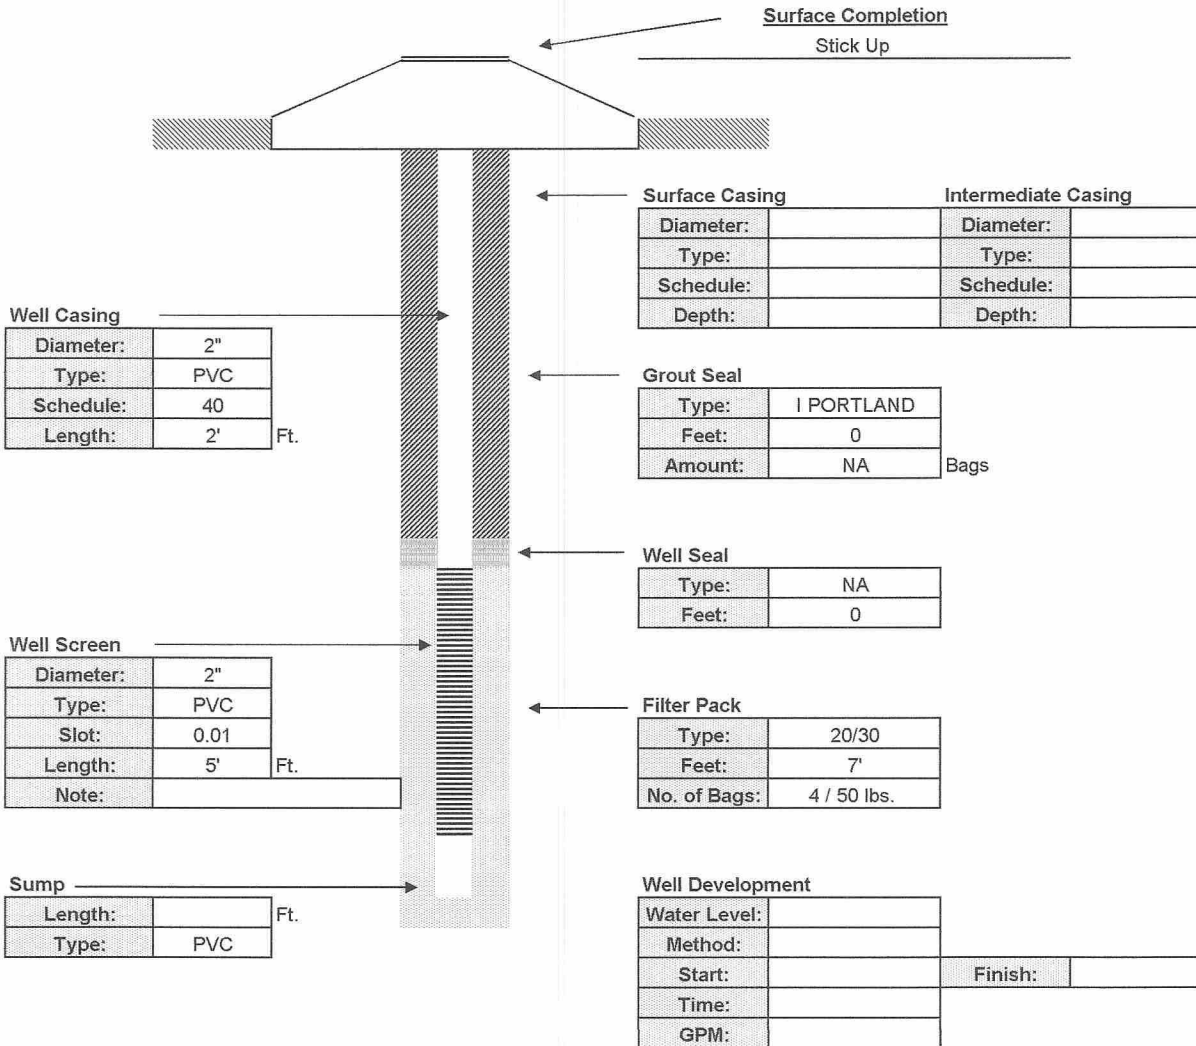 Surface Completion
Stick Up
Surface Casing Intermediate Casing
Diameter: Diameter:
Type: Type:
Schedule: Schedule:
Depth: Depth:
Well Casing
Diameter: 2"
Type: PVC
Schedule: 40
Length: 2' Ft.
Grout Seal
Type: I PORTLAND
Feet: 0
Amount: NA Bags
Well Seal
Type: NA
Feet: 0
Well Screen
Diameter: 2"
Type: PVC
Slot: 0.01
Length: 5' Ft.
Note:
Filter Pack
Type: 20/30
Feet: 7'
No. of Bags: 4 / 50 lbs.
Sump
Length: Ft.
Type: PVC
Well Development
Water Level:
Method:
Start: Finish:
Time:
GPM: